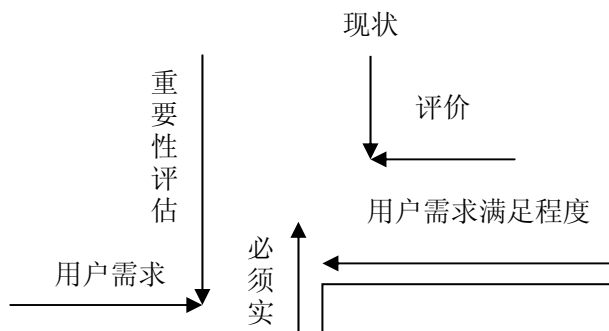 现状
重要性评估
评价
用户需求满足程度
必须实
用户需求